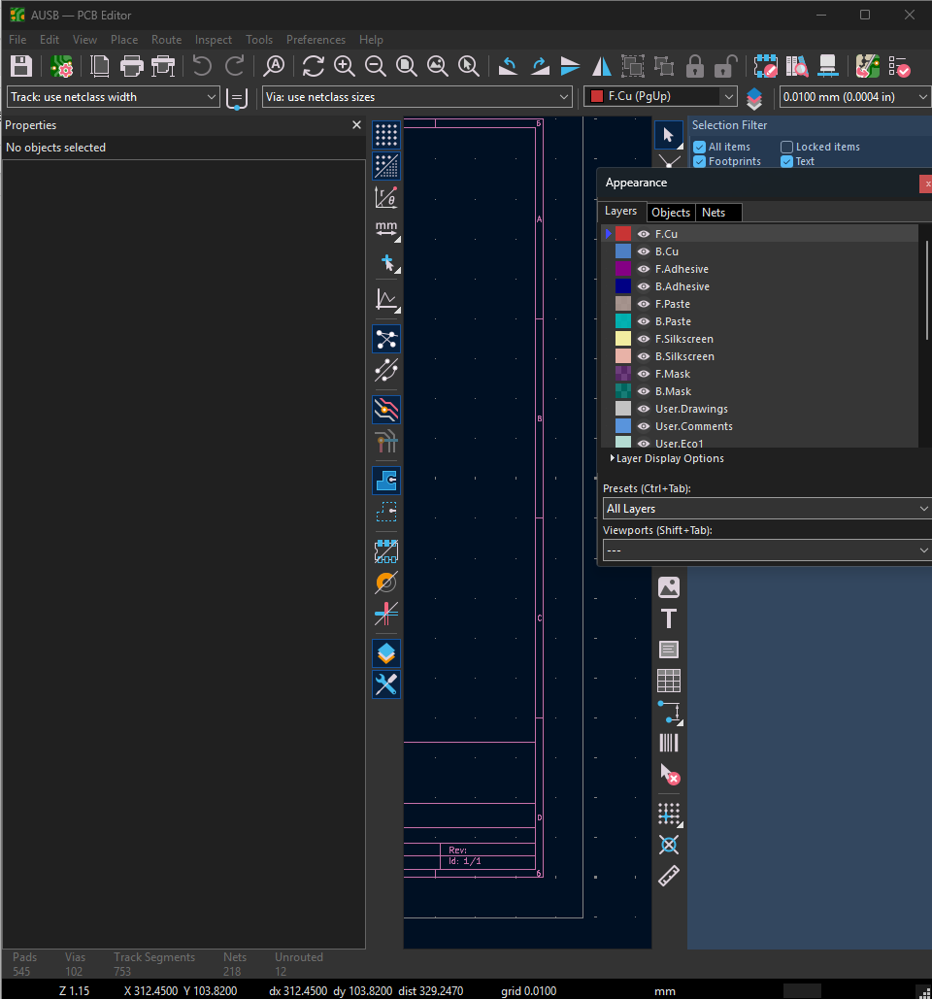 AUSB — PCB Editor
File Edit View Place Route Inspect Tools Preferences Help
Track: use netclass width
Via: use netclass sizes
F.Cu (PgUp)
0.0100 mm (0.0004 in)
Properties
No objects selected
r
θ
mm
6
A
B
C
D
Rev:
Id: 1/1
6
Selection Filter
All items
Locked items
Footprints
Text
Appearance
x
Layers
Objects
Nets
F.Cu
B.Cu
F.Adhesive
B.Adhesive
F.Paste
B.Paste
F.Silkscreen
B.Silkscreen
F.Mask
B.Mask
User.Drawings
User.Comments
User.Eco1
Layer Display Options
Presets (Ctrl+Tab):
All Layers
Viewports (Shift+Tab):
---
T
Pads Vias Track Segments Nets Unrouted
545 102 753 218 12
Z 1.15 X 312.4500 Y 103.8200 dx 312.4500 dy 103.8200 dist 329.2470 grid 0.0100 mm